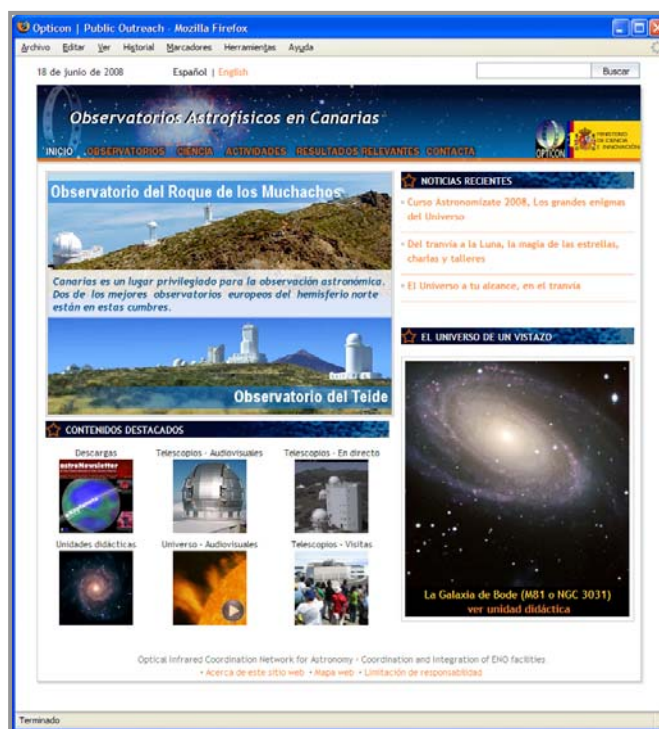 Opticon | Public Outreach - Mozilla Firefox
Archivo Editar Ver Historial Marcadores Herramientas Ayuda
18 de junio de 2008 Español | English Buscar
Observatorios Astrofísicos en Canarias
INICIO OBSERVATORIOS CIENCIA ACTIVIDADES RESULTADOS RELEVANTES CONTACTA
OPTICON
MINISTERIO
DE CIENCIA
E INNOVACIÓN
Observatorio del Roque de los Muchachos
Canarias es un lugar privilegiado para la observación astronómica.
Dos de los mejores observatorios europeos del hemisferio norte
están en estas cumbres.
Observatorio del Teide
NOTICIAS RECIENTES
Curso Astronomízate 2008, Los grandes enigmas
del Universo
Del tranvía a la Luna, la magia de las estrellas,
charlas y talleres
El Universo a tu alcance, en el tranvía
EL UNIVERSO DE UN VISTAZO
La Galaxia de Bode (M81 o NGC 3031)
ver unidad didáctica
CONTENIDOS DESTACADOS
Descargas Telescopios - Audiovisuales Telescopios - En directo
astroNewsletter
Unidades didácticas Universo - Audiovisuales Telescopios - Visitas
Optical Infrared Coordination Network for Astronomy - Coordination and Integration of ENO facilities
• Acerca de este sitio web • Mapa web • Limitación de responsabilidad
Terminado